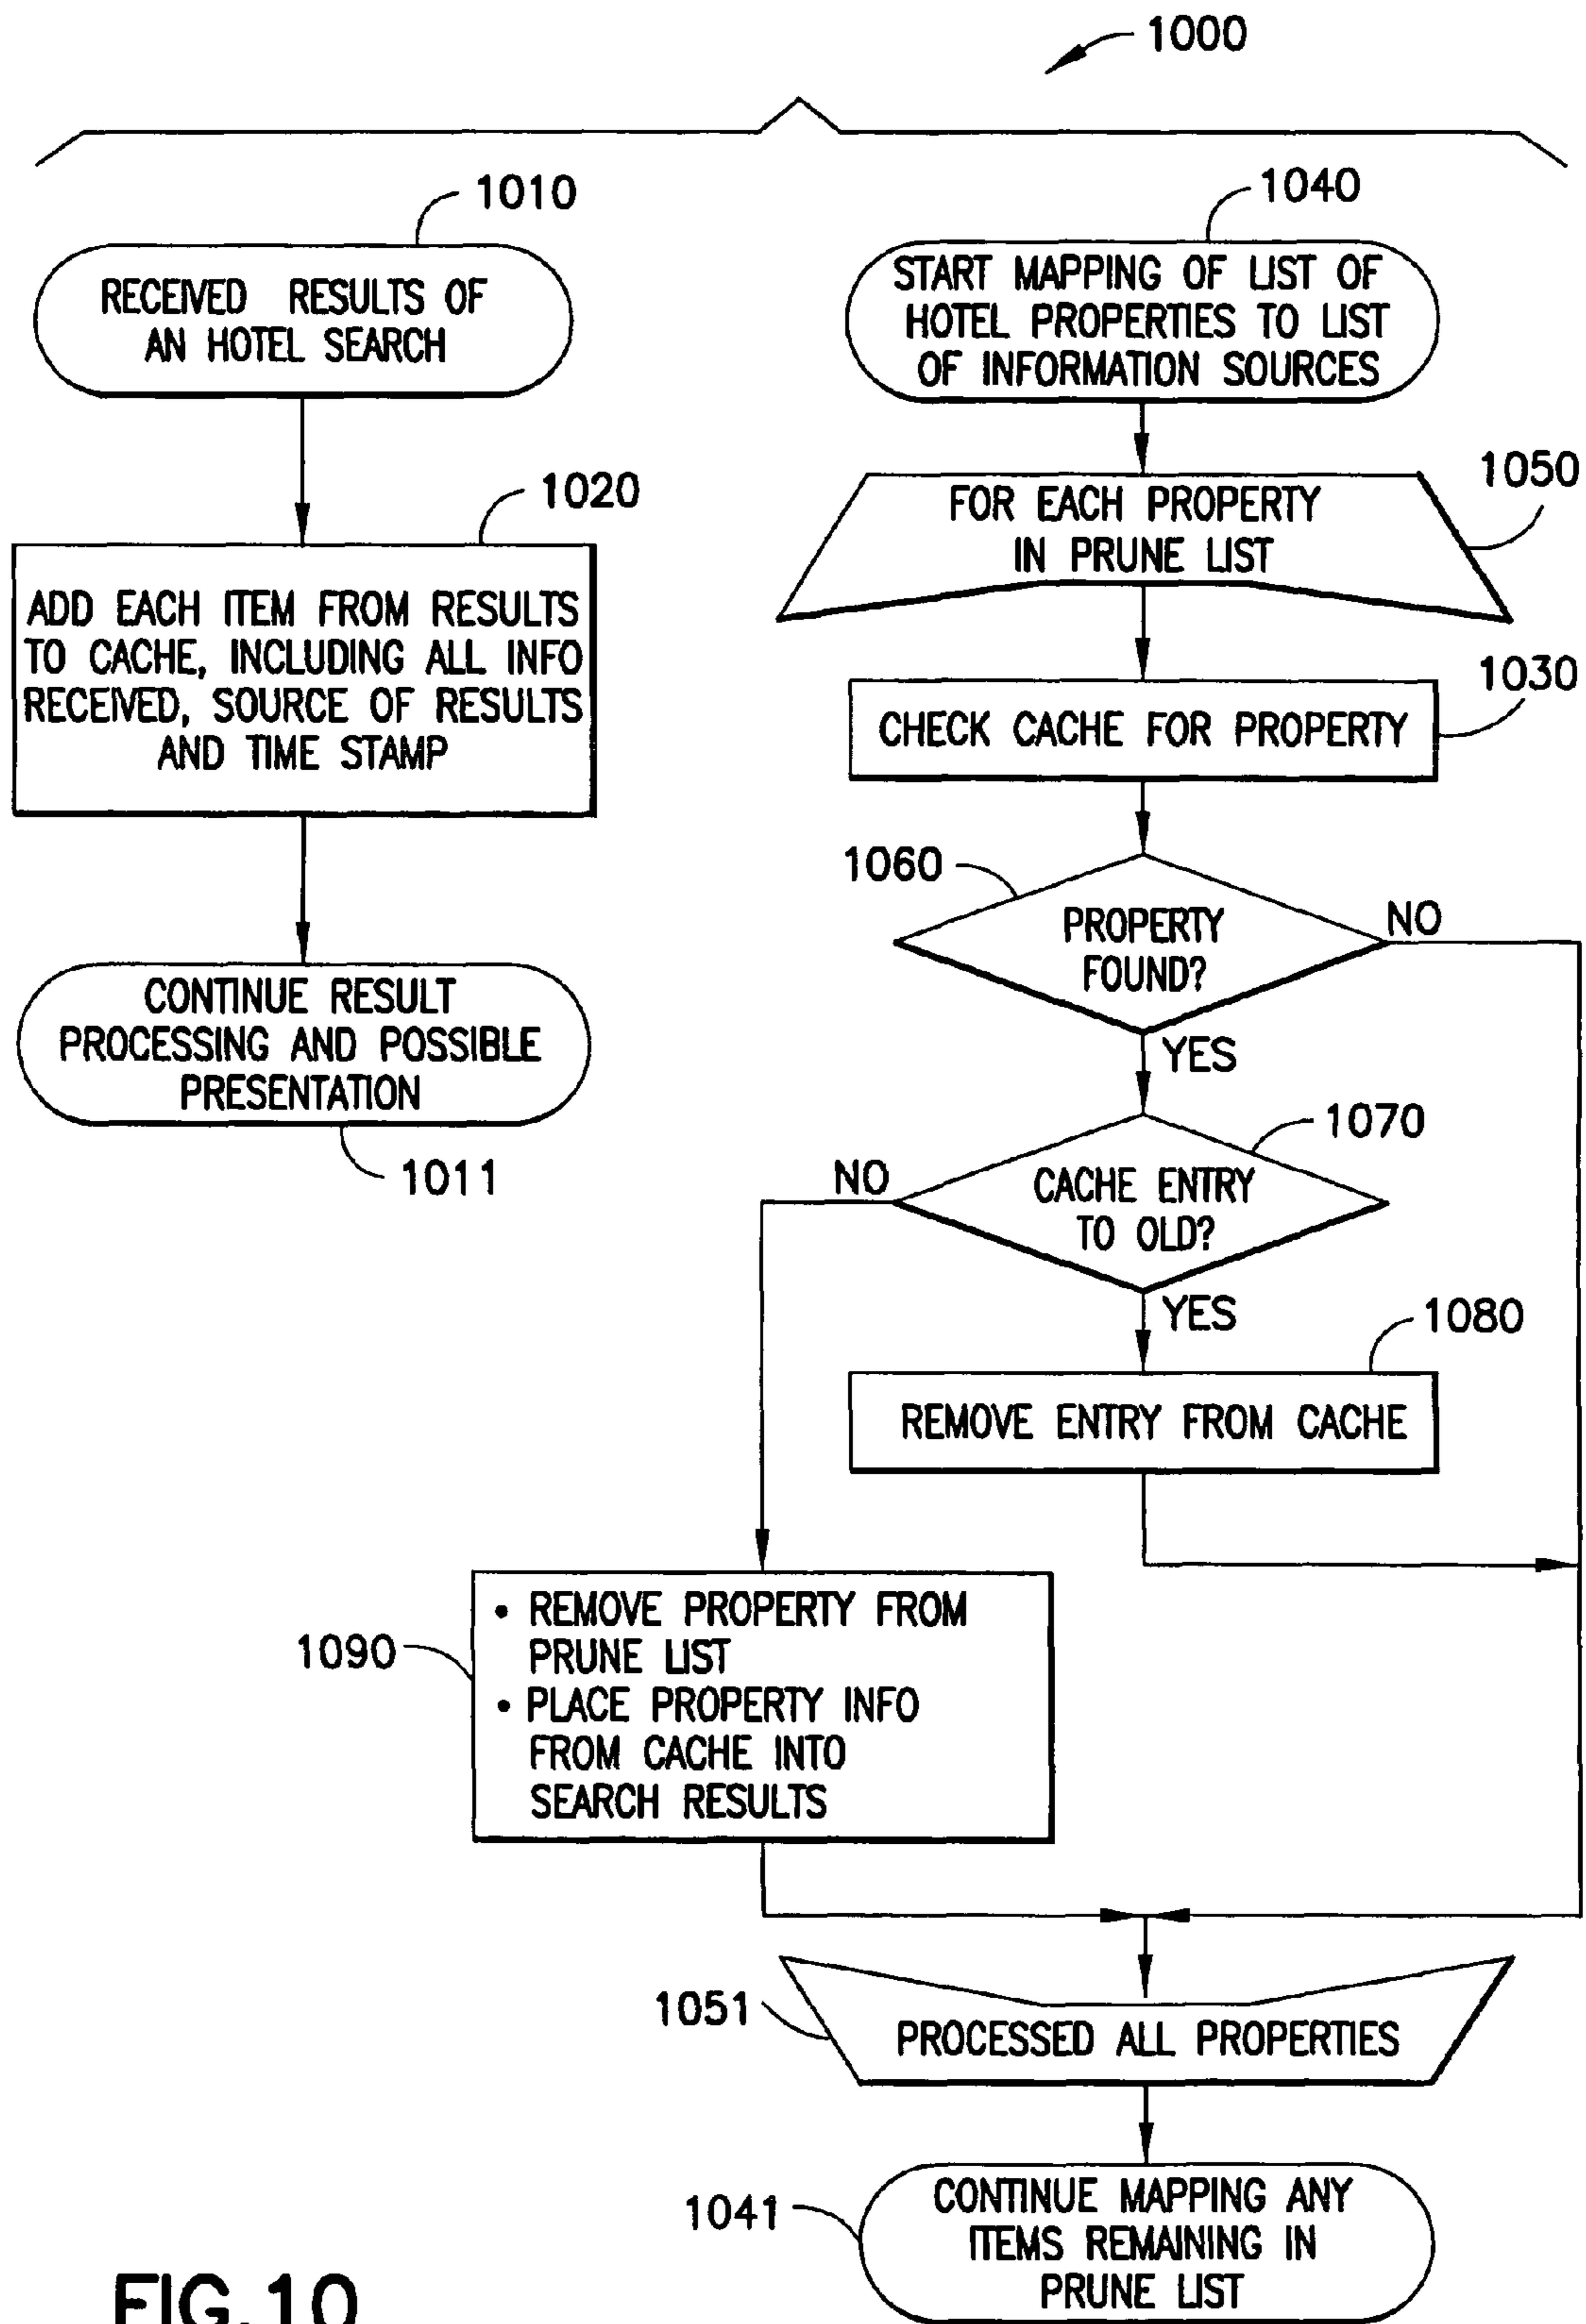 1000
1010
RECEIVED RESULTS OF
AN HOTEL SEARCH
1020
ADD EACH ITEM FROM RESULTS
TO CACHE, INCLUDING ALL INFO
RECEIVED, SOURCE OF RESULTS
AND TIME STAMP
CONTINUE RESULT
PROCESSING AND POSSIBLE
PRESENTATION
1011
1040
START MAPPING OF LIST OF
HOTEL PROPERTIES TO LIST
OF INFORMATION SOURCES
1050
FOR EACH PROPERTY
IN PRUNE LIST
1030
CHECK CACHE FOR PROPERTY
1060
PROPERTY
FOUND?
NO
YES
1070
CACHE ENTRY
TO OLD?
NO
YES
1080
REMOVE ENTRY FROM CACHE
1090
• REMOVE PROPERTY FROM
PRUNE LIST
• PLACE PROPERTY INFO
FROM CACHE INTO
SEARCH RESULTS
1051
PROCESSED ALL PROPERTIES
1041
CONTINUE MAPPING ANY
ITEMS REMAINING IN
PRUNE LIST
FIG.10